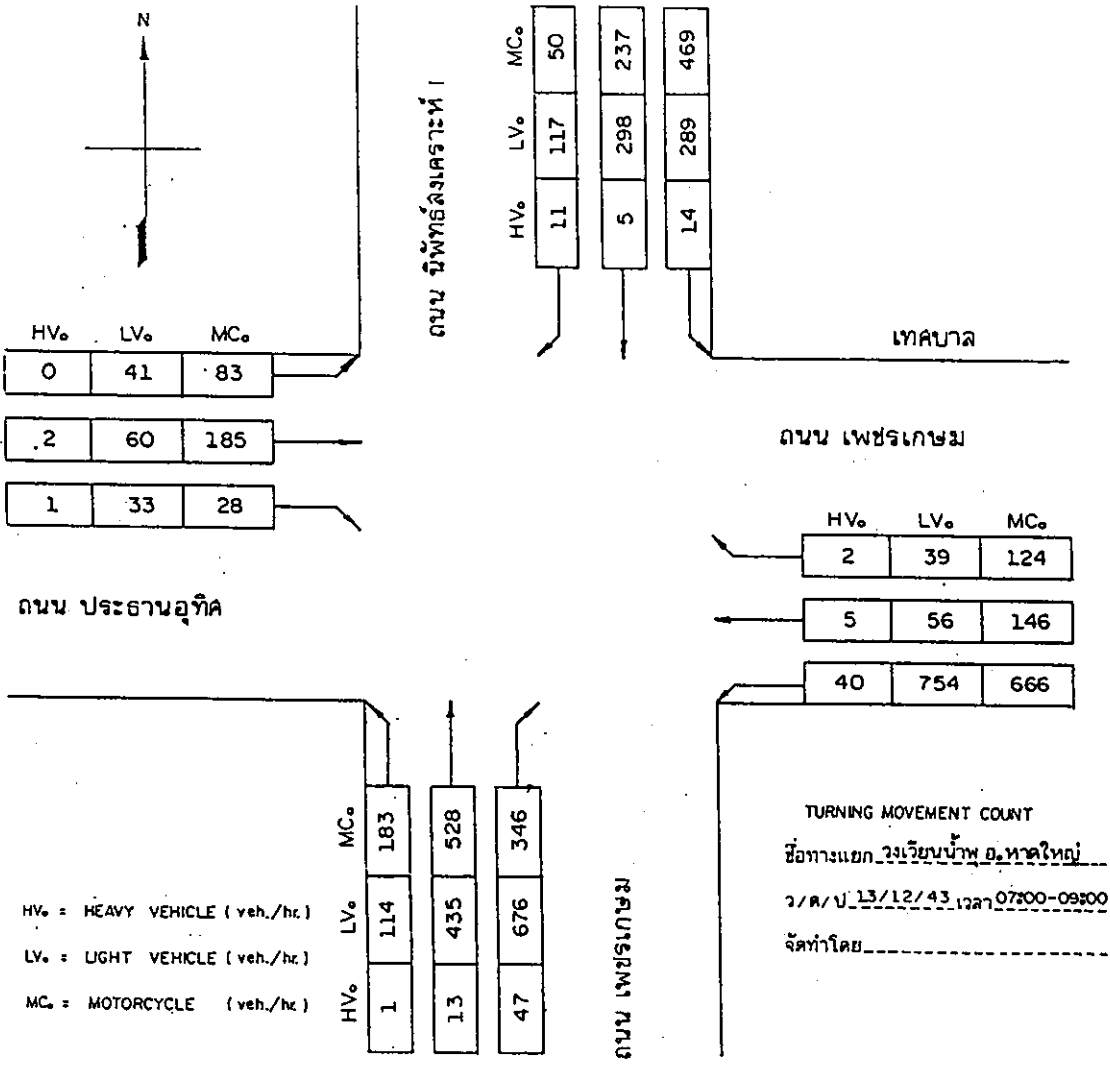 N
ถนน นิพัทธ์สงเคราะห์ 1
MC. 50 237 469
LV. 117 298 289
HV. 11 5 14
HV. LV. MC.
0 41 83
2 60 185
1 33 28
เทศบาล
ถนน เพชรเกษม
ถนน ประธานอุทิศ
HV. LV. MC.
2 39 124
5 56 146
40 754 666
MC. 183 528 346
LV. 114 435 676
HV. 1 13 47
ถนน เพชรเกษม
HV. = HEAVY VEHICLE (veh./hr.)
LV. = LIGHT VEHICLE (veh./hr.)
MC. = MOTORCYCLE (veh./hr.)
TURNING MOVEMENT COUNT
ชื่อทางแยก วงเวียนน้ำพุ อ.หาดใหญ่
ว/ด/ป 13/12/43 เวลา 07:00-09:00
จัดทำโดย